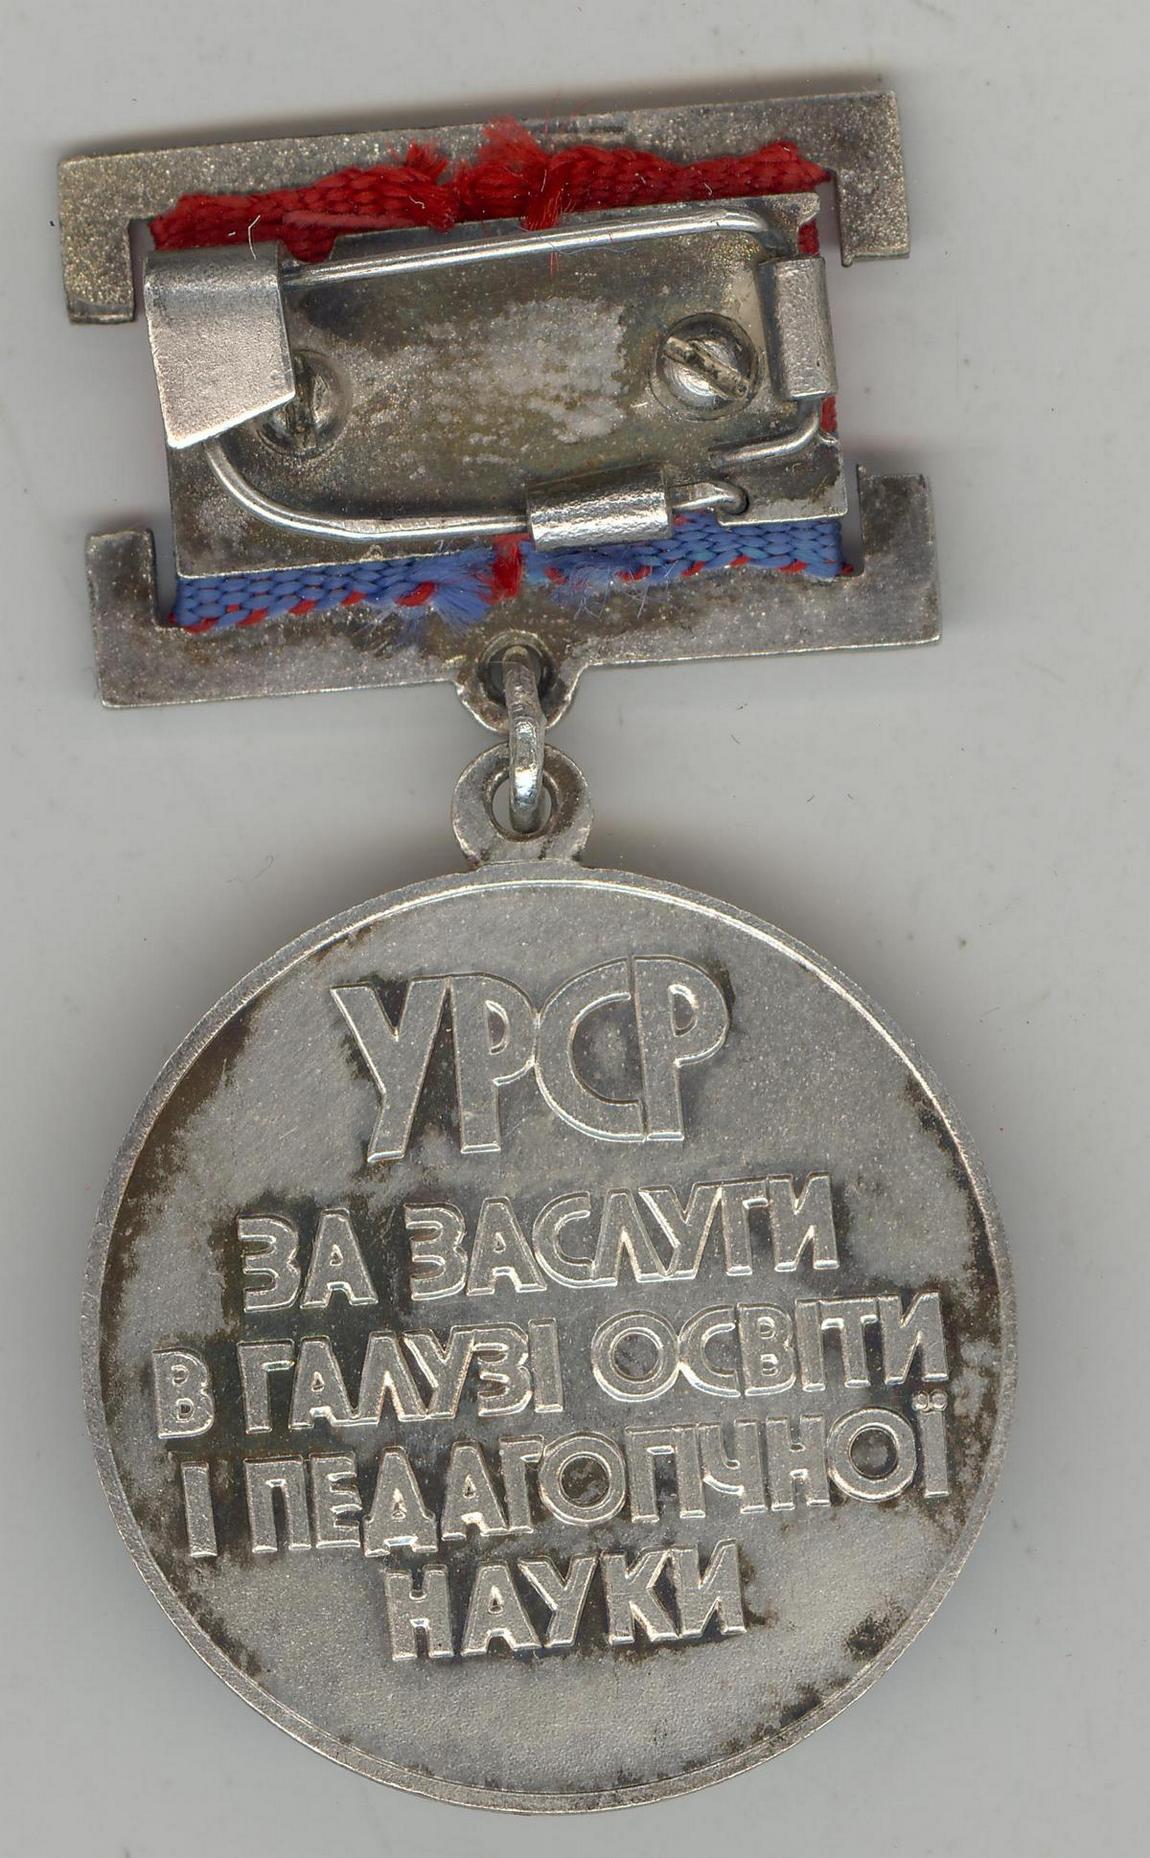 УРСР
ЗА ЗАСЛУГИ
В ГАЛУЗІ ОСВІТИ
І ПЕДАГОГІЧНОЇ
НАУКИ